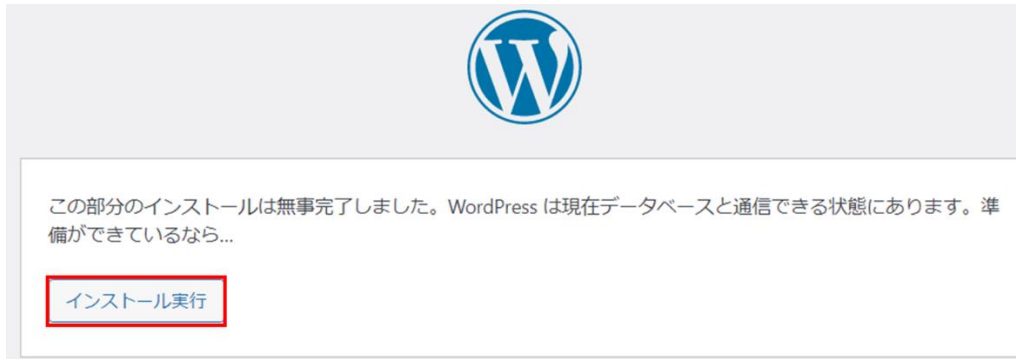 この部分のインストールは無事完了しました。WordPress は現在データベースと通信できる状態にあります。準
備ができているなら...
インストール実行